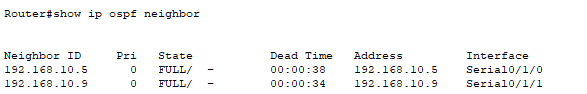 Router#show ip ospf neighbor
Neighbor ID     Pri   State           Dead Time   Address         Interface
192.168.10.5      0   FULL/  -        00:00:38    192.168.10.5    Serial0/1/0
192.168.10.9      0   FULL/  -        00:00:34    192.168.10.9    Serial0/1/1